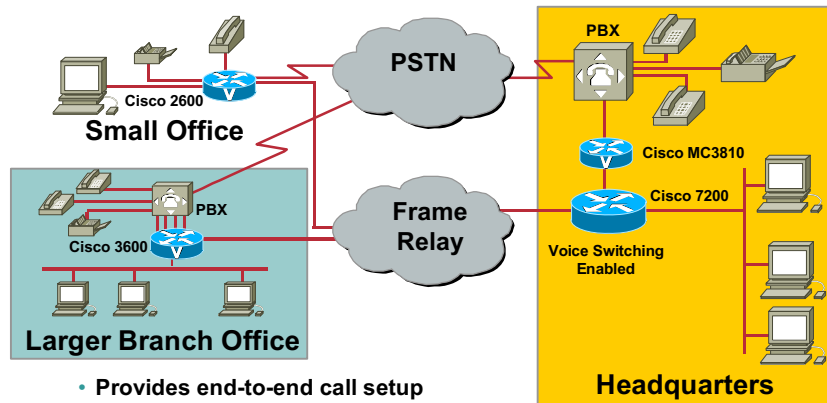 PBX
PSTN
Cisco 2600
Small Office
V
V
Cisco MC3810
PBX
Cisco 7200
Cisco 3600
V
Frame
Relay
Voice Switching
Enabled
Larger Branch Office
• Provides end-to-end call setup
Headquarters